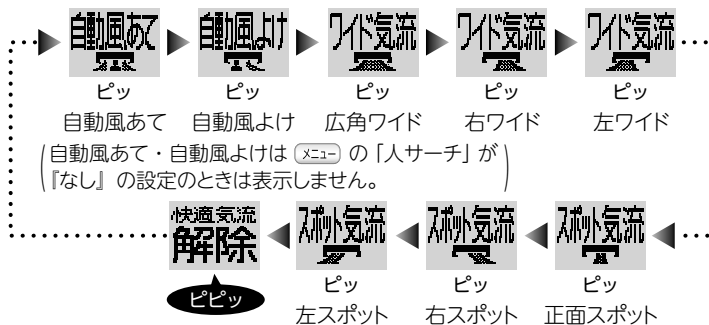 自動風あて 自動風よけ ワイド気流 ワイド気流 ワイド気流
ピッ ピッ ピッ ピッ ピッ
自動風あて 自動風よけ 広角ワイド 右ワイド 左ワイド
自動風あて・自動風よけは メニュー の「人サーチ」が
『なし』の設定のときは表示しません。
快適気流
解除 スポット気流 スポット気流 スポット気流
ピピッ ピッ ピッ ピッ
左スポット 右スポット 正面スポット